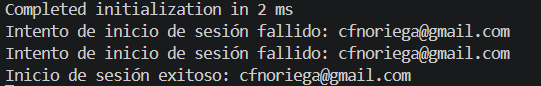 Completed initialization in 2 ms
Intento de inicio de sesión fallido: cfnoriega@gmail.com
Intento de inicio de sesión fallido: cfnoriega@gmail.com
Inicio de sesión exitoso: cfnoriega@gmail.com